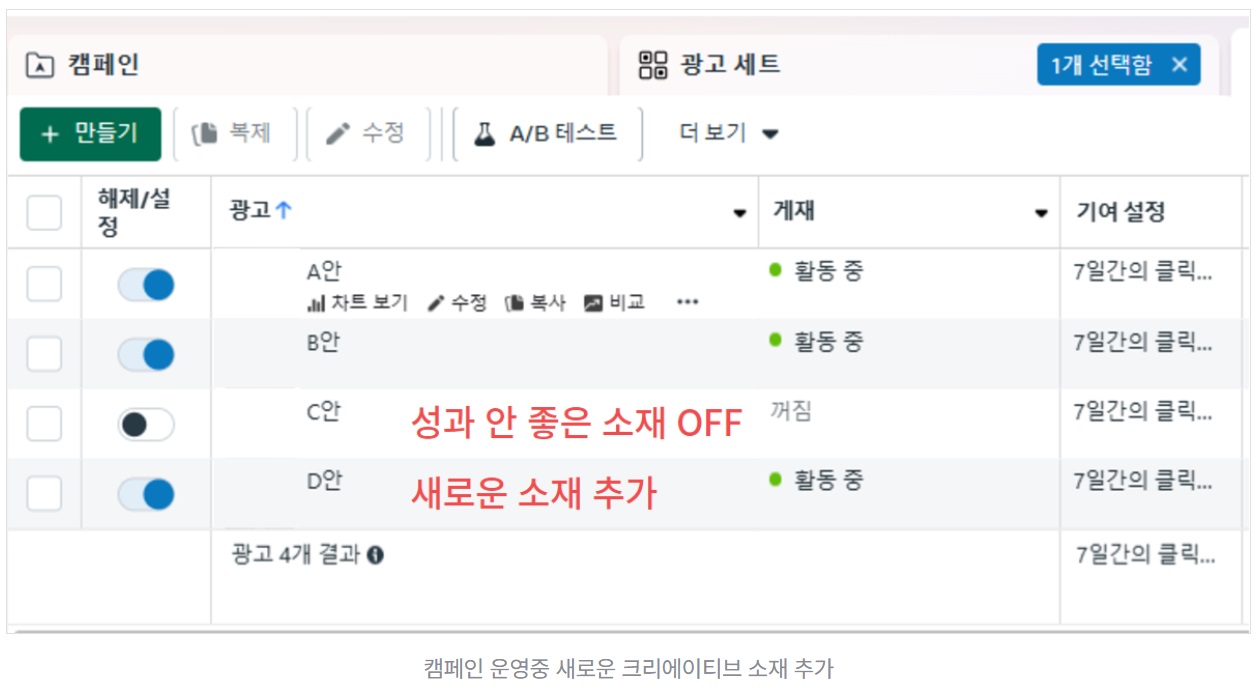 캠페인
광고 세트
1개 선택함 ×
+ 만들기
복제
수정
A/B 테스트
더 보기
해제/설
정
광고↑
게재
기여 설정
A안
활동 중
7일간의 클릭...
차트 보기
수정
복사
비교
...
B안
활동 중
7일간의 클릭...
C안
성과 안 좋은 소재 OFF
꺼짐
7일간의 클릭...
D안
새로운 소재 추가
활동 중
7일간의 클릭...
광고 4개 결과
7일간의 클릭...
캠페인 운영중 새로운 크리에이티브 소재 추가